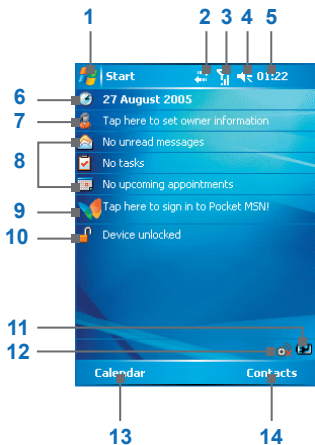 1 2 3 4 5
Start 01:22
6 27 August 2005
7 Tap here to set owner information
8 No unread messages
No tasks
No upcoming appointments
9 Tap here to sign in to Pocket MSN!
10 Device unlocked
11
12
Calendar Contacts
13 14